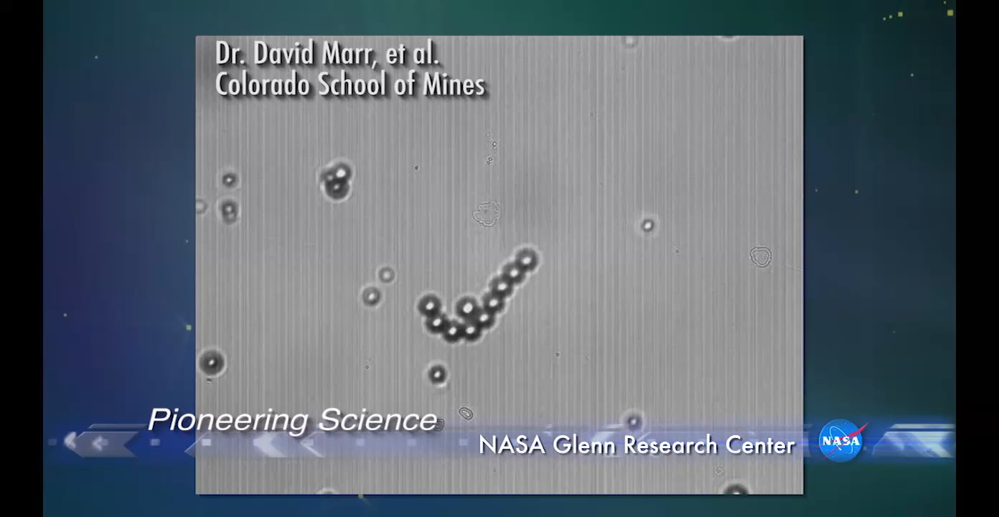 Dr. David Marr, et al.
Colorado School of Mines
Pioneering Science
NASA Glenn Research Center
NASA